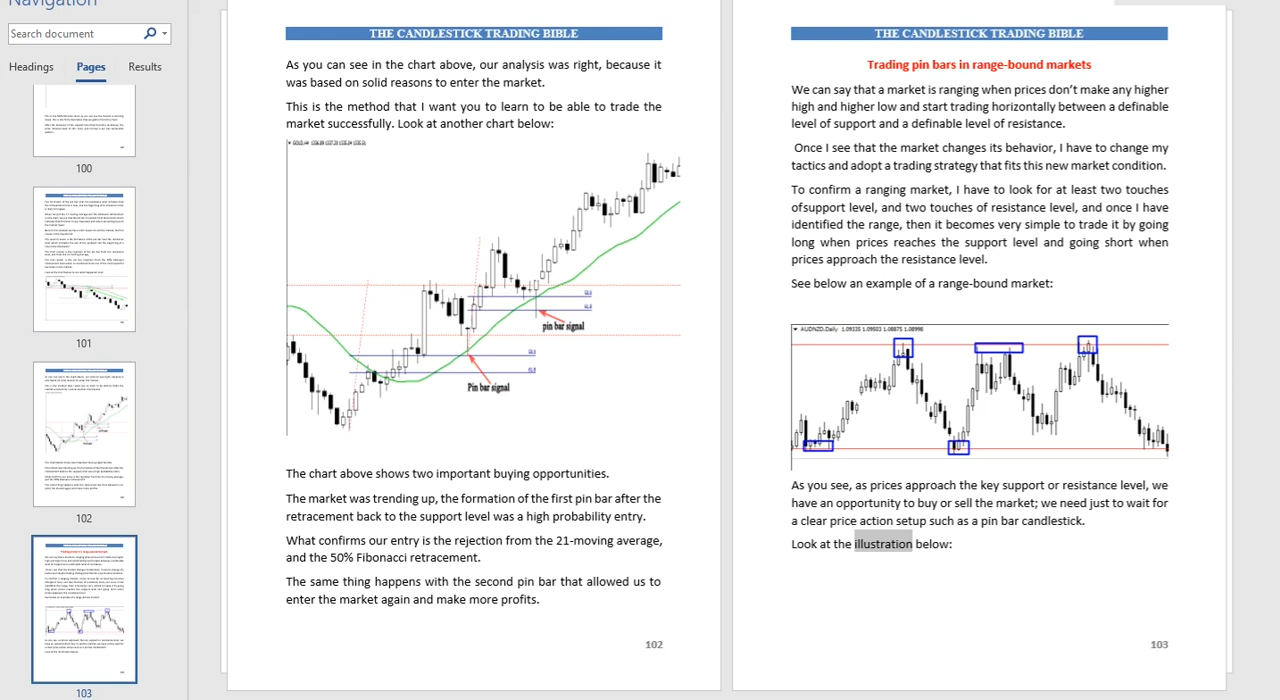 Navigation
Search document
Headings
Pages
Results
100
101
102
103
THE CANDLESTICK TRADING BIBLE
As you can see in the chart above, our analysis was right, because it
was based on solid reasons to enter the market.
This is the method that I want you to learn to be able to trade the
market successfully. Look at another chart below:
pin bar signal
Pin bar signal
The chart above shows two important buying opportunities.
The market was trending up, the formation of the first pin bar after the
retracement back to the support level was a high probability entry.
What confirms our entry is the rejection from the 21-moving average,
and the 50% Fibonacci retracement.
The same thing happens with the second pin bar that allowed us to
enter the market again and make more profits.
102
THE CANDLESTICK TRADING BIBLE
Trading pin bars in range-bound markets
We can say that a market is ranging when prices don’t make any higher
high and higher low and start trading horizontally between a definable
level of support and a definable level of resistance.
Once I see that the market changes its behavior, I have to change my
tactics and adopt a trading strategy that fits this new market condition.
To confirm a ranging market, I have to look for at least two touches
of support level, and two touches of resistance level, and once I have
identified the range, then it becomes very simple to trade it by going
long when prices reaches the support level and going short when
prices approach the resistance level.
See below an example of a range-bound market:
AUDNZD.Daily 1.09335 1.09503 1.08875 1.08998
As you see, as prices approach the key support or resistance level, we
have an opportunity to buy or sell the market; we need just to wait for
a clear price action setup such as a pin bar candlestick.
Look at the illustration below:
103